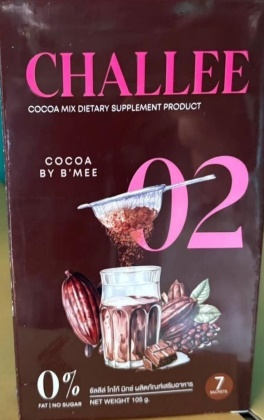 CHALLEE
COCOA MIX DIETARY SUPPLEMENT PRODUCT
COCOA
BY B'MEE
02
0%
FAT | NO SUGAR
ชัลลีล์ โกโก้ มิกซ์ ผลิตภัณฑ์เสริมอาหาร
NET WEIGHT 105 g.
7
SACHETS